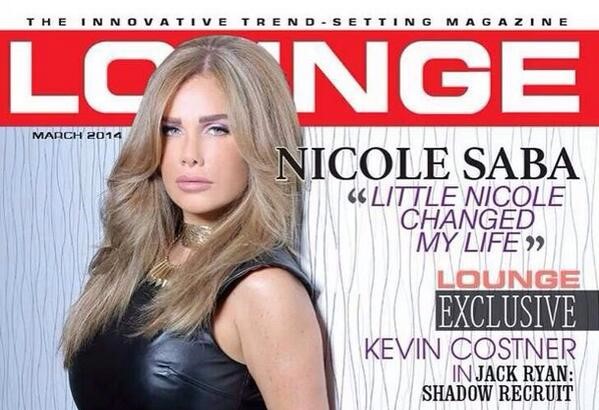 THE INNOVATIVE TREND-SETTING MAGAZINE
LOUNGE
MARCH 2014
NICOLE SABA
“LITTLE NICOLE
CHANGED
MY LIFE”
LOUNGE
EXCLUSIVE
KEVIN COSTNER
IN JACK RYAN:
SHADOW RECRUIT